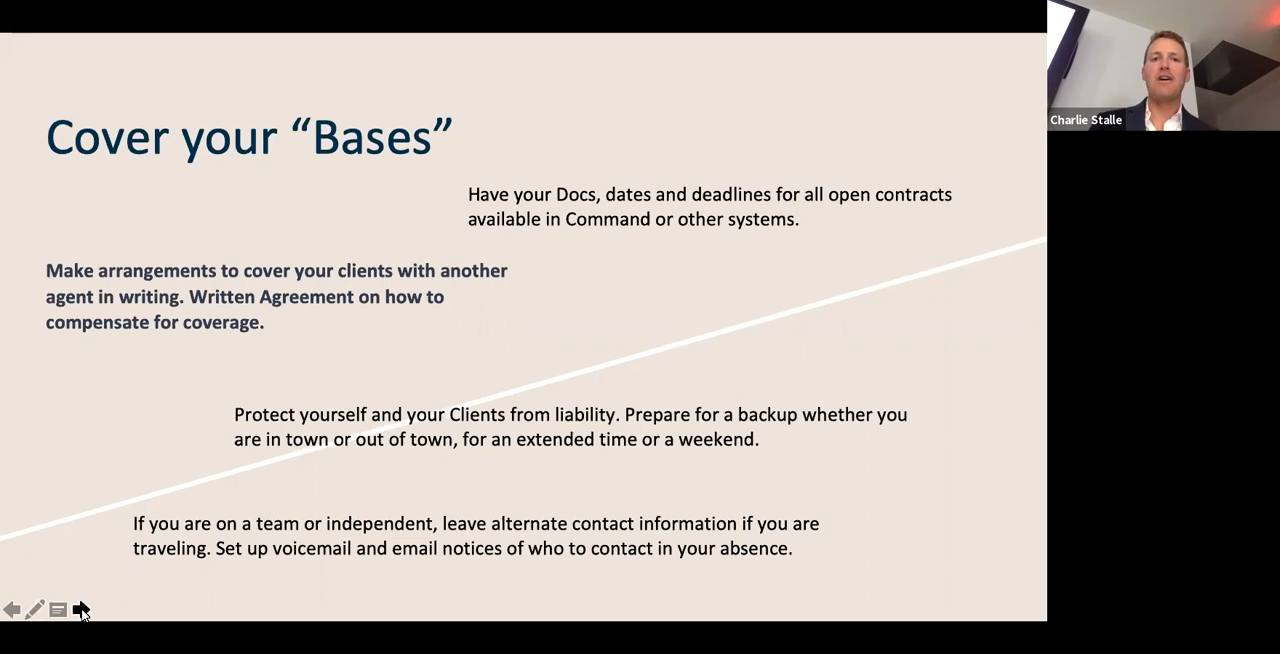 Cover your “Bases”
Have your Docs, dates and deadlines for all open contracts
available in Command or other systems.
Make arrangements to cover your clients with another
agent in writing. Written Agreement on how to
compensate for coverage.
Protect yourself and your Clients from liability. Prepare for a backup whether you
are in town or out of town, for an extended time or a weekend.
If you are on a team or independent, leave alternate contact information if you are
traveling. Set up voicemail and email notices of who to contact in your absence.
Charlie Stalle